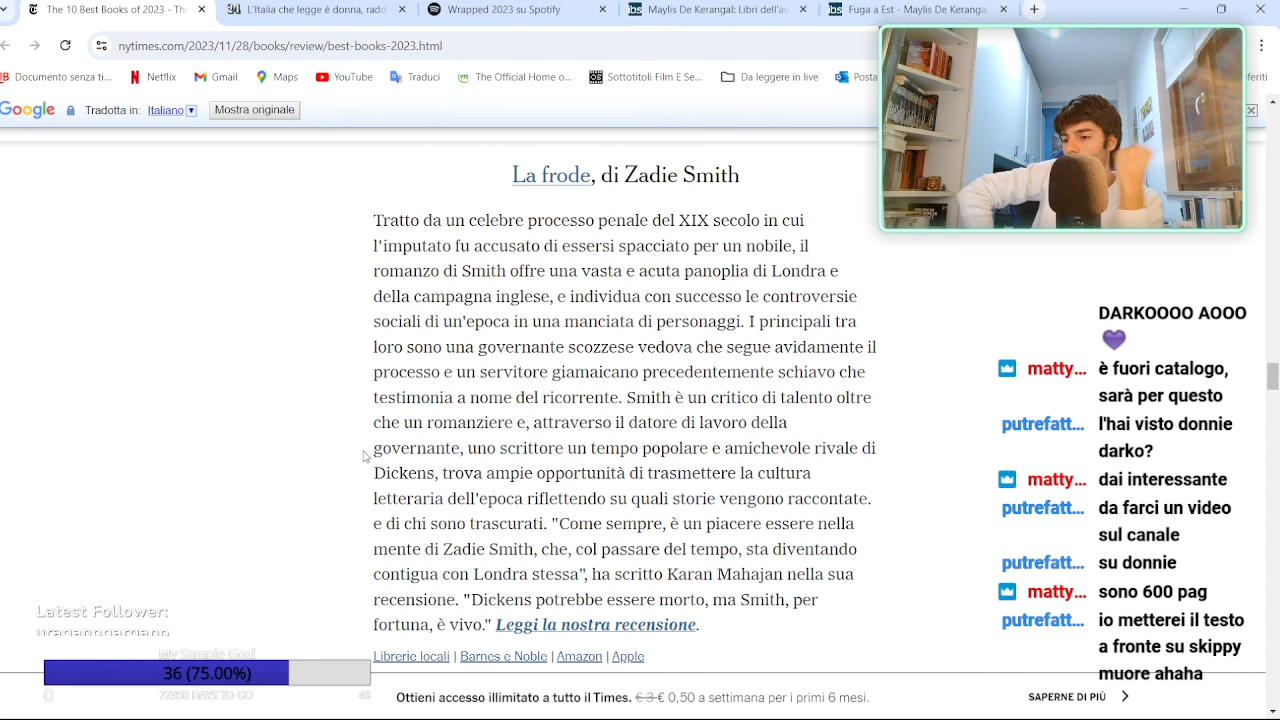 The 10 Best Books of 2023 - The
L'Italia che legge è donna, radd
Wrapped 2023 su Spotify
Maylis De Kerangal: Libri dell'au
Fuga a Est - Maylis De Kerangal
nytimes.com/2023/11/28/books/review/best-books-2023.html
Documento senza ti...
Netflix
Gmail
Maps
YouTube
Traduci
The Official Home o...
Sottotitoli Film E Se...
Da leggere in live
Posta
Google
Tradotta in: Italiano
Mostra originale
La frode, di Zadie Smith
Tratto da un celebre processo penale del XIX secolo in cui
l'imputato fu accusato di essersi spacciato per un nobile, il
romanzo di Smith offre una vasta e acuta panoplia di Londra e
della campagna inglese, e individua con successo le controversie
sociali di un'epoca in una manciata di personaggi. I principali tra
loro sono una governante scozzese vedova che segue avidamente il
processo e un servitore giamaicano precedentemente schiavo che
testimonia a nome del ricorrente. Smith è un critico di talento oltre
che un romanziere e, attraverso il datore di lavoro della
governante, uno scrittore un tempo popolare e amichevole rivale di
Dickens, trova ampie opportunità di trasmettere la cultura
letteraria dell'epoca riflettendo su quali storie vengono raccontate.
e di chi sono trascurati. "Come sempre, è un piacere essere nella
mente di Zadie Smith, che, col passare del tempo, sta diventando
contigua con Londra stessa", ha scritto Karan Mahajan nella sua
recensione. "Dickens potrebbe essere morto, ma Smith, per
fortuna, è vivo." Leggi la nostra recensione.
Librerie locali | Barnes e Noble | Amazon | Apple
Ottieni accesso illimitato a tutto il Times. € 3 € 0,50 a settimana per i primi 6 mesi.
SAPERNE DI PIÙ
DARKOOOO AOOO
matty... è fuori catalogo,
sarà per questo
putrefatt... l'hai visto donnie
darko?
matty... dai interessante
putrefatt... da farci un video
sul canale
putrefatt... su donnie
matty... sono 600 pag
putrefatt... io metterei il testo
a fronte su skippy
muore ahaha
Latest Follower:
My Sample Goal
36 (75.00%)
0
DAYS TO GO
48